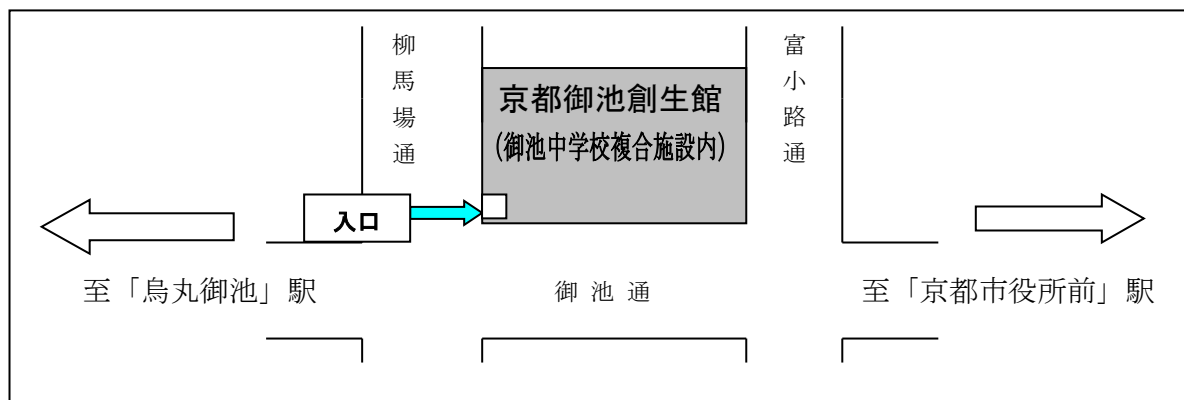 柳馬場通
京都御池創生館
(御池中学校複合施設内)
富小路通
入口
至「烏丸御池」駅
御池通
至「京都市役所前」駅